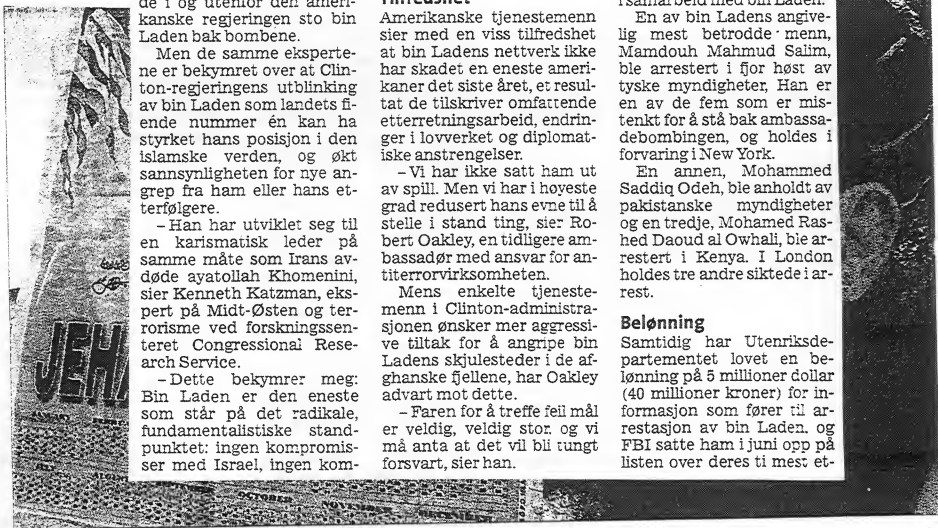 de i og utenfor den ameri-
kanske regjeringen sto bin
Laden bak bombene.
Men de samme eksperte-
ne er bekymret over at Clin-
ton-regjeringens utblinking
av bin Laden som landets fi-
ende nummer én kan ha
styrket hans posisjon i den
islamske verden, og økt
sannsynligheten for nye an-
grep fra ham eller hans et-
terfølgere.
– Han har utviklet seg til
en karismatisk leder på
samme måte som Irans av-
døde ayatollah Khomenini,
sier Kenneth Katzman, eks-
pert på Midt-Østen og ter-
rorisme ved forskningssen-
teret Congressional Rese-
arch Service.
– Dette bekymrer meg:
Bin Laden er den eneste
som står på det radikale,
fundamentalistiske stand-
punktet: ingen kompromis-
ser med Israel, ingen kom-
Tilfredshet
Amerikanske tjenestemenn
sier med en viss tilfredshet
at bin Ladens nettverk ikke
har skadet en eneste ameri-
kaner det siste året, et resul-
tat de tilskriver omfattende
etterretningsarbeid, endrin-
ger i lovverket og diplomat-
iske anstrengelser.
– Vi har ikke satt ham ut
av spill. Men vi har i høyeste
grad redusert hans evne til å
stelle i stand ting, sier Ro-
bert Oakley, en tidligere am-
bassadør med ansvar for an-
titerrorvirksomheten.
Mens enkelte tjeneste-
menn i Clinton-administra-
sjonen ønsker mer aggressi-
ve tiltak for å angripe bin
Ladens skjulesteder i de af-
ghanske fjellene, har Oakley
advart mot dette.
– Faren for å treffe feil mål
er veldig, veldig stor, og vi
må anta at det vil bli tungt
forsvart, sier han.
i samarbeid med bin Laden.
En av bin Ladens angive-
lig mest betrodde menn,
Mamdouh Mahmud Salim,
ble arrestert i fjor høst av
tyske myndigheter. Han er
en av de fem som er mis-
tenkt for å stå bak ambassa-
debombingen, og holdes i
forvaring i New York.
En annen, Mohammed
Saddiq Odeh, ble anholdt av
pakistanske myndigheter
og en tredje, Mohamed Ras-
hed Daoud al Owhali, ble ar-
restert i Kenya. I London
holdes tre andre siktede i ar-
rest.
Belønning
Samtidig har Utenriksde-
partementet lovet en be-
lønning på 5 millioner dollar
(40 millioner kroner) for in-
formasjon som fører til ar-
restasjon av bin Laden, og
FBI satte ham i juni opp på
listen over deres ti mest et-
JEHA
OCTOBER